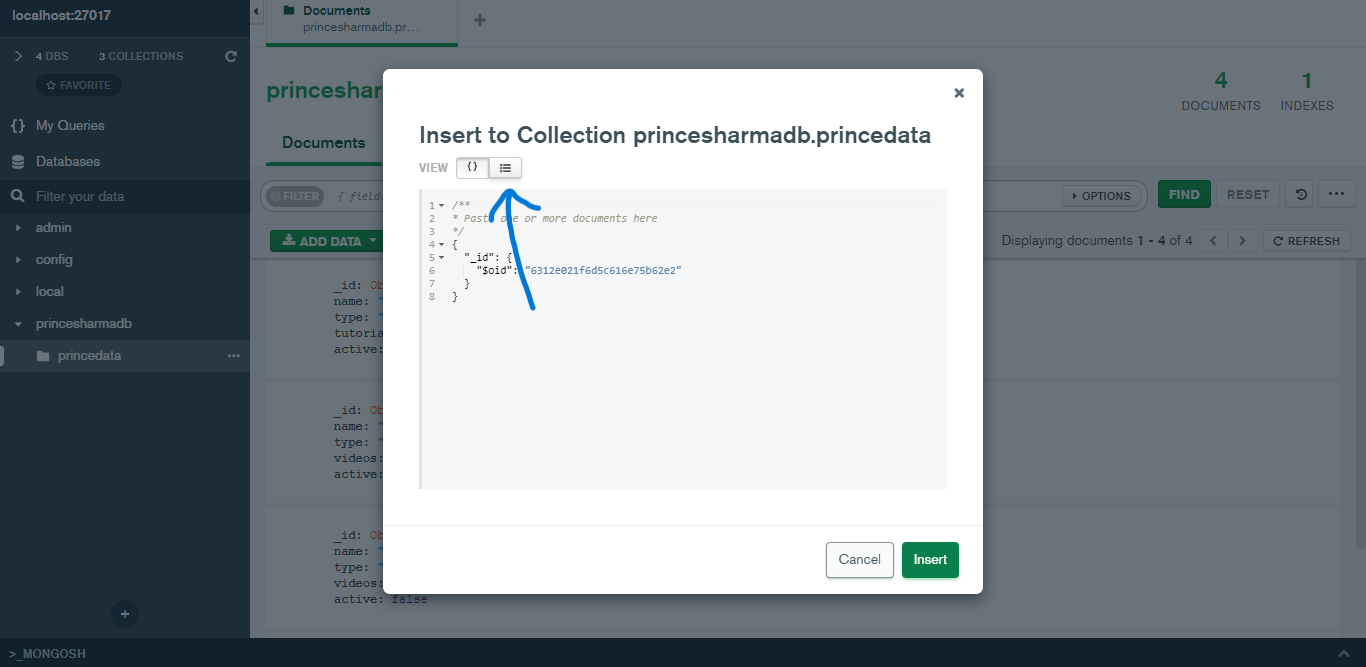 localhost:27017
4 DBS 3 COLLECTIONS
FAVORITE
{} My Queries
Databases
Filter your data
admin
config
local
princesharmadb
princedata
>_MONGOSH
Documents
princesharmadb.pr...
princeshar
4 DOCUMENTS
1 INDEXES
Documents
FILTER { field:
OPTIONS
FIND
RESET
ADD DATA
Displaying documents 1 - 4 of 4
REFRESH
_id: Ob
name: "
type: "
tutoria
active:
_id: Ob
name: "
type: "
videos:
active:
_id: Ob
name: "
type: "
videos:
active: false
Insert to Collection princesharmadb.princedata
VIEW {}
1 /**
2 * Paste one or more documents here
3 */
4 {
5 "_id": {
6 "$oid": "6312e021f6d5c616e75b62e2"
7 }
8 }
Cancel
Insert